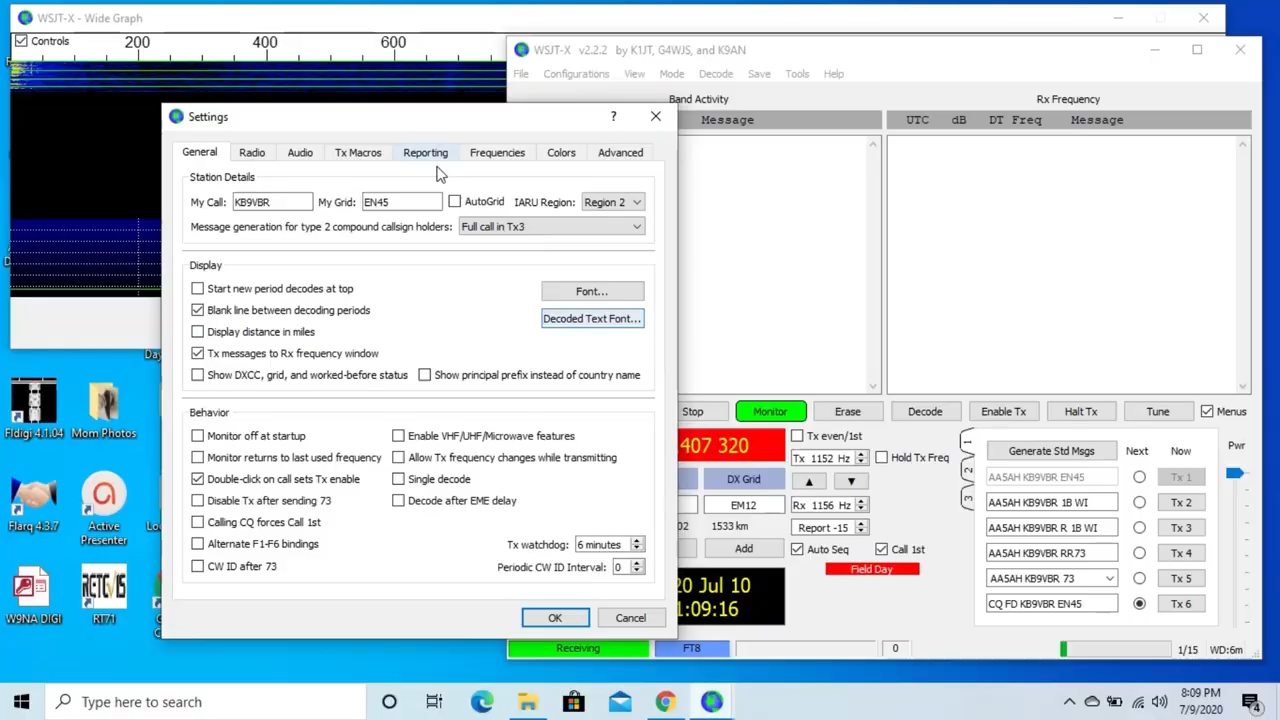 WSJT-X - Wide Graph
Controls
200
400
600
WSJT-X v2.2.2 by K1JT, G4WJS, and K9AN
File Configurations View Mode Decode Save Tools Help
Band Activity
Rx Frequency
Message
UTC dB DT Freq Message
Settings
?
General Radio Audio Tx Macros Reporting Frequencies Colors Advanced
Station Details
My Call: KB9VBR My Grid: EN45 AutoGrid IARU Region: Region 2
Message generation for type 2 compound callsign holders: Full call in Tx3
Display
Start new period decodes at top
Font...
Blank line between decoding periods
Decoded Text Font...
Display distance in miles
Tx messages to Rx frequency window
Show DXCC, grid, and worked-before status
Show principal prefix instead of country name
Behavior
Monitor off at startup
Enable VHF/UHF/Microwave features
Monitor returns to last used frequency
Allow Tx frequency changes while transmitting
Double-click on call sets Tx enable
Single decode
Disable Tx after sending 73
Decode after EME delay
Calling CQ forces Call 1st
Alternate F1-F6 bindings
Tx watchdog: 6 minutes
CW ID after 73
Periodic CW ID Interval: 0
OK
Cancel
Stop Monitor Erase Decode Enable Tx Halt Tx Tune Menus
407 320
Tx even/1st
Tx 1152 Hz
Hold Tx Freq
DX Grid
▲ ▼
EM12
Rx 1156 Hz
02 1533 km
Report -15
Add
Auto Seq
Call 1st
Field Day
20 Jul 10
1:09:16
1
2
3
Generate Std Msgs Next Now Pwr
AA5AH KB9VBR EN45 Tx 1
AA5AH KB9VBR 1B WI Tx 2
AA5AH KB9VBR R 1B WI Tx 3
AA5AH KB9VBR RR73 Tx 4
AA5AH KB9VBR 73 Tx 5
CQ FD KB9VBR EN45 Tx 6
Receiving FT8 0 1/15 WD:6m
Day
Fldigi 4.1.04
Mom Photos
Flarq 4.3.7
Active
Presenter
W9NA DIGI
RT71
RETEVIS
Type here to search
8:09 PM
7/9/2020
4